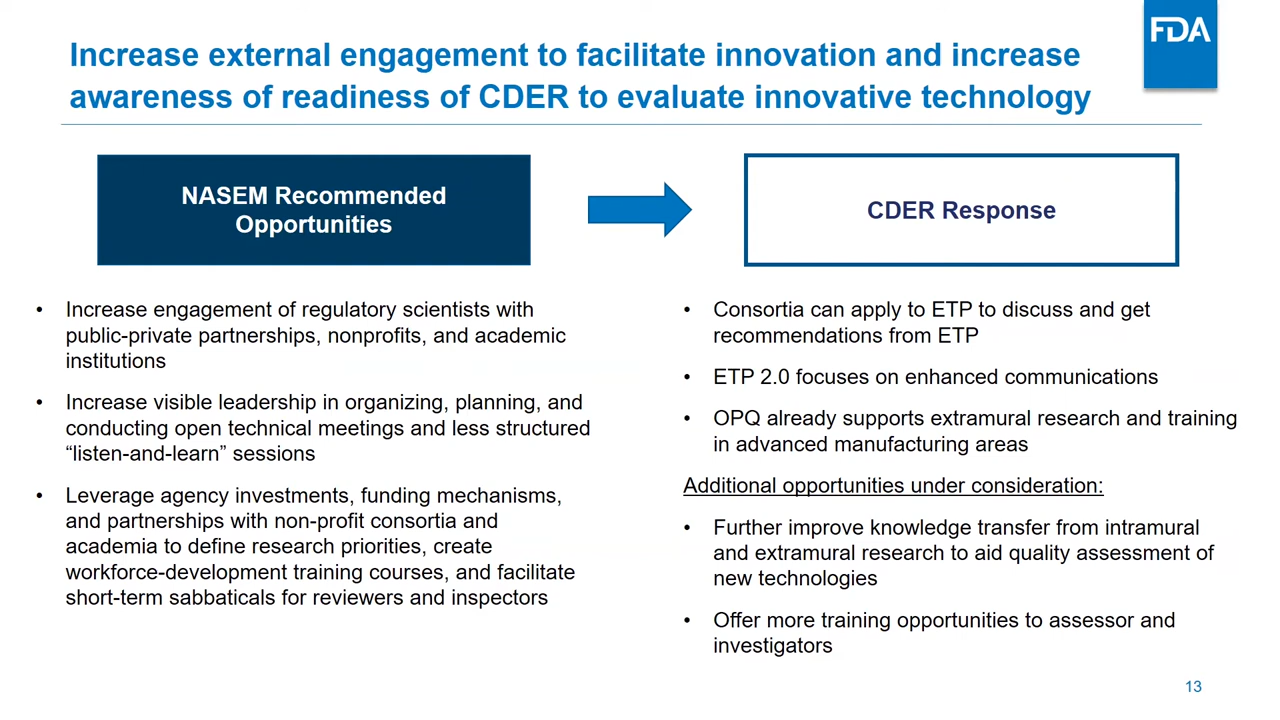 FDA
Increase external engagement to facilitate innovation and increase
awareness of readiness of CDER to evaluate innovative technology
NASEM Recommended
Opportunities
CDER Response
• Increase engagement of regulatory scientists with
public-private partnerships, nonprofits, and academic
institutions
• Increase visible leadership in organizing, planning, and
conducting open technical meetings and less structured
“listen-and-learn” sessions
• Leverage agency investments, funding mechanisms,
and partnerships with non-profit consortia and
academia to define research priorities, create
workforce-development training courses, and facilitate
short-term sabbaticals for reviewers and inspectors
• Consortia can apply to ETP to discuss and get
recommendations from ETP
• ETP 2.0 focuses on enhanced communications
• OPQ already supports extramural research and training
in advanced manufacturing areas
Additional opportunities under consideration:
• Further improve knowledge transfer from intramural
and extramural research to aid quality assessment of
new technologies
• Offer more training opportunities to assessor and
investigators
13